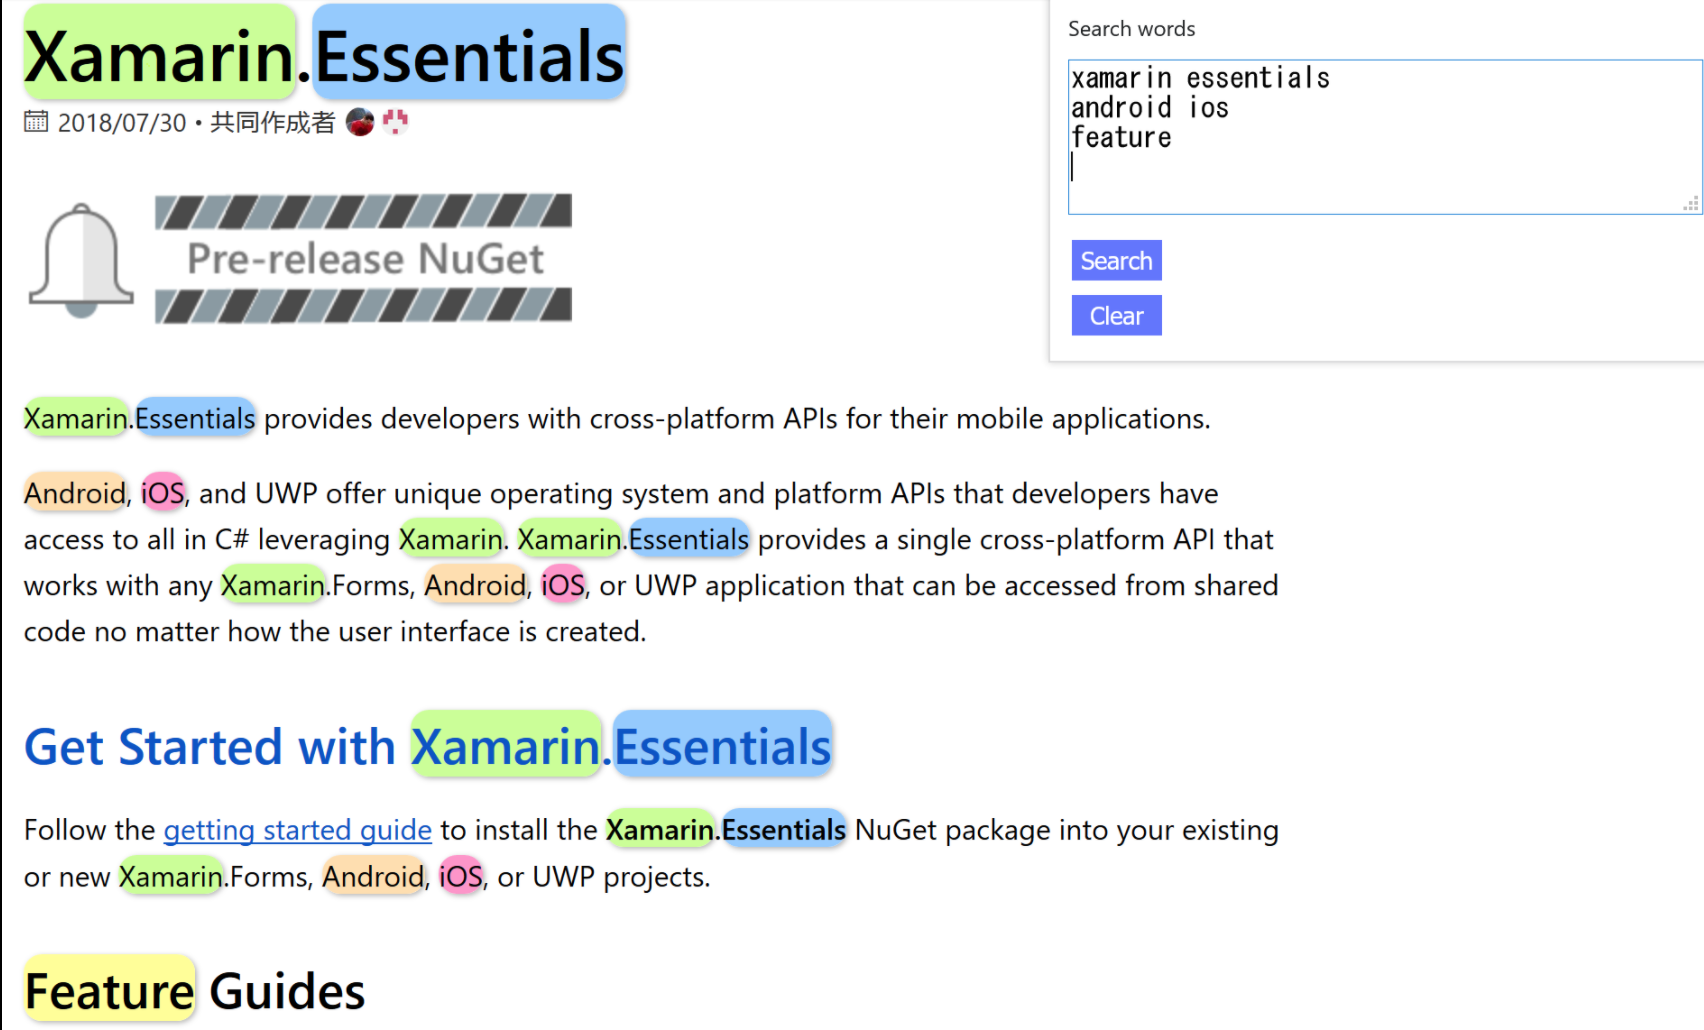 Xamarin.Essentials
2018/07/30 • 共同作成者
Pre-release NuGet
Xamarin.Essentials provides developers with cross-platform APIs for their mobile applications.
Android, iOS, and UWP offer unique operating system and platform APIs that developers have
access to all in C# leveraging Xamarin. Xamarin.Essentials provides a single cross-platform API that
works with any Xamarin.Forms, Android, iOS, or UWP application that can be accessed from shared
code no matter how the user interface is created.
Get Started with Xamarin.Essentials
Follow the getting started guide to install the Xamarin.Essentials NuGet package into your existing
or new Xamarin.Forms, Android, iOS, or UWP projects.
Feature Guides
Search words
xamarin essentials
android ios
feature
Search
Clear